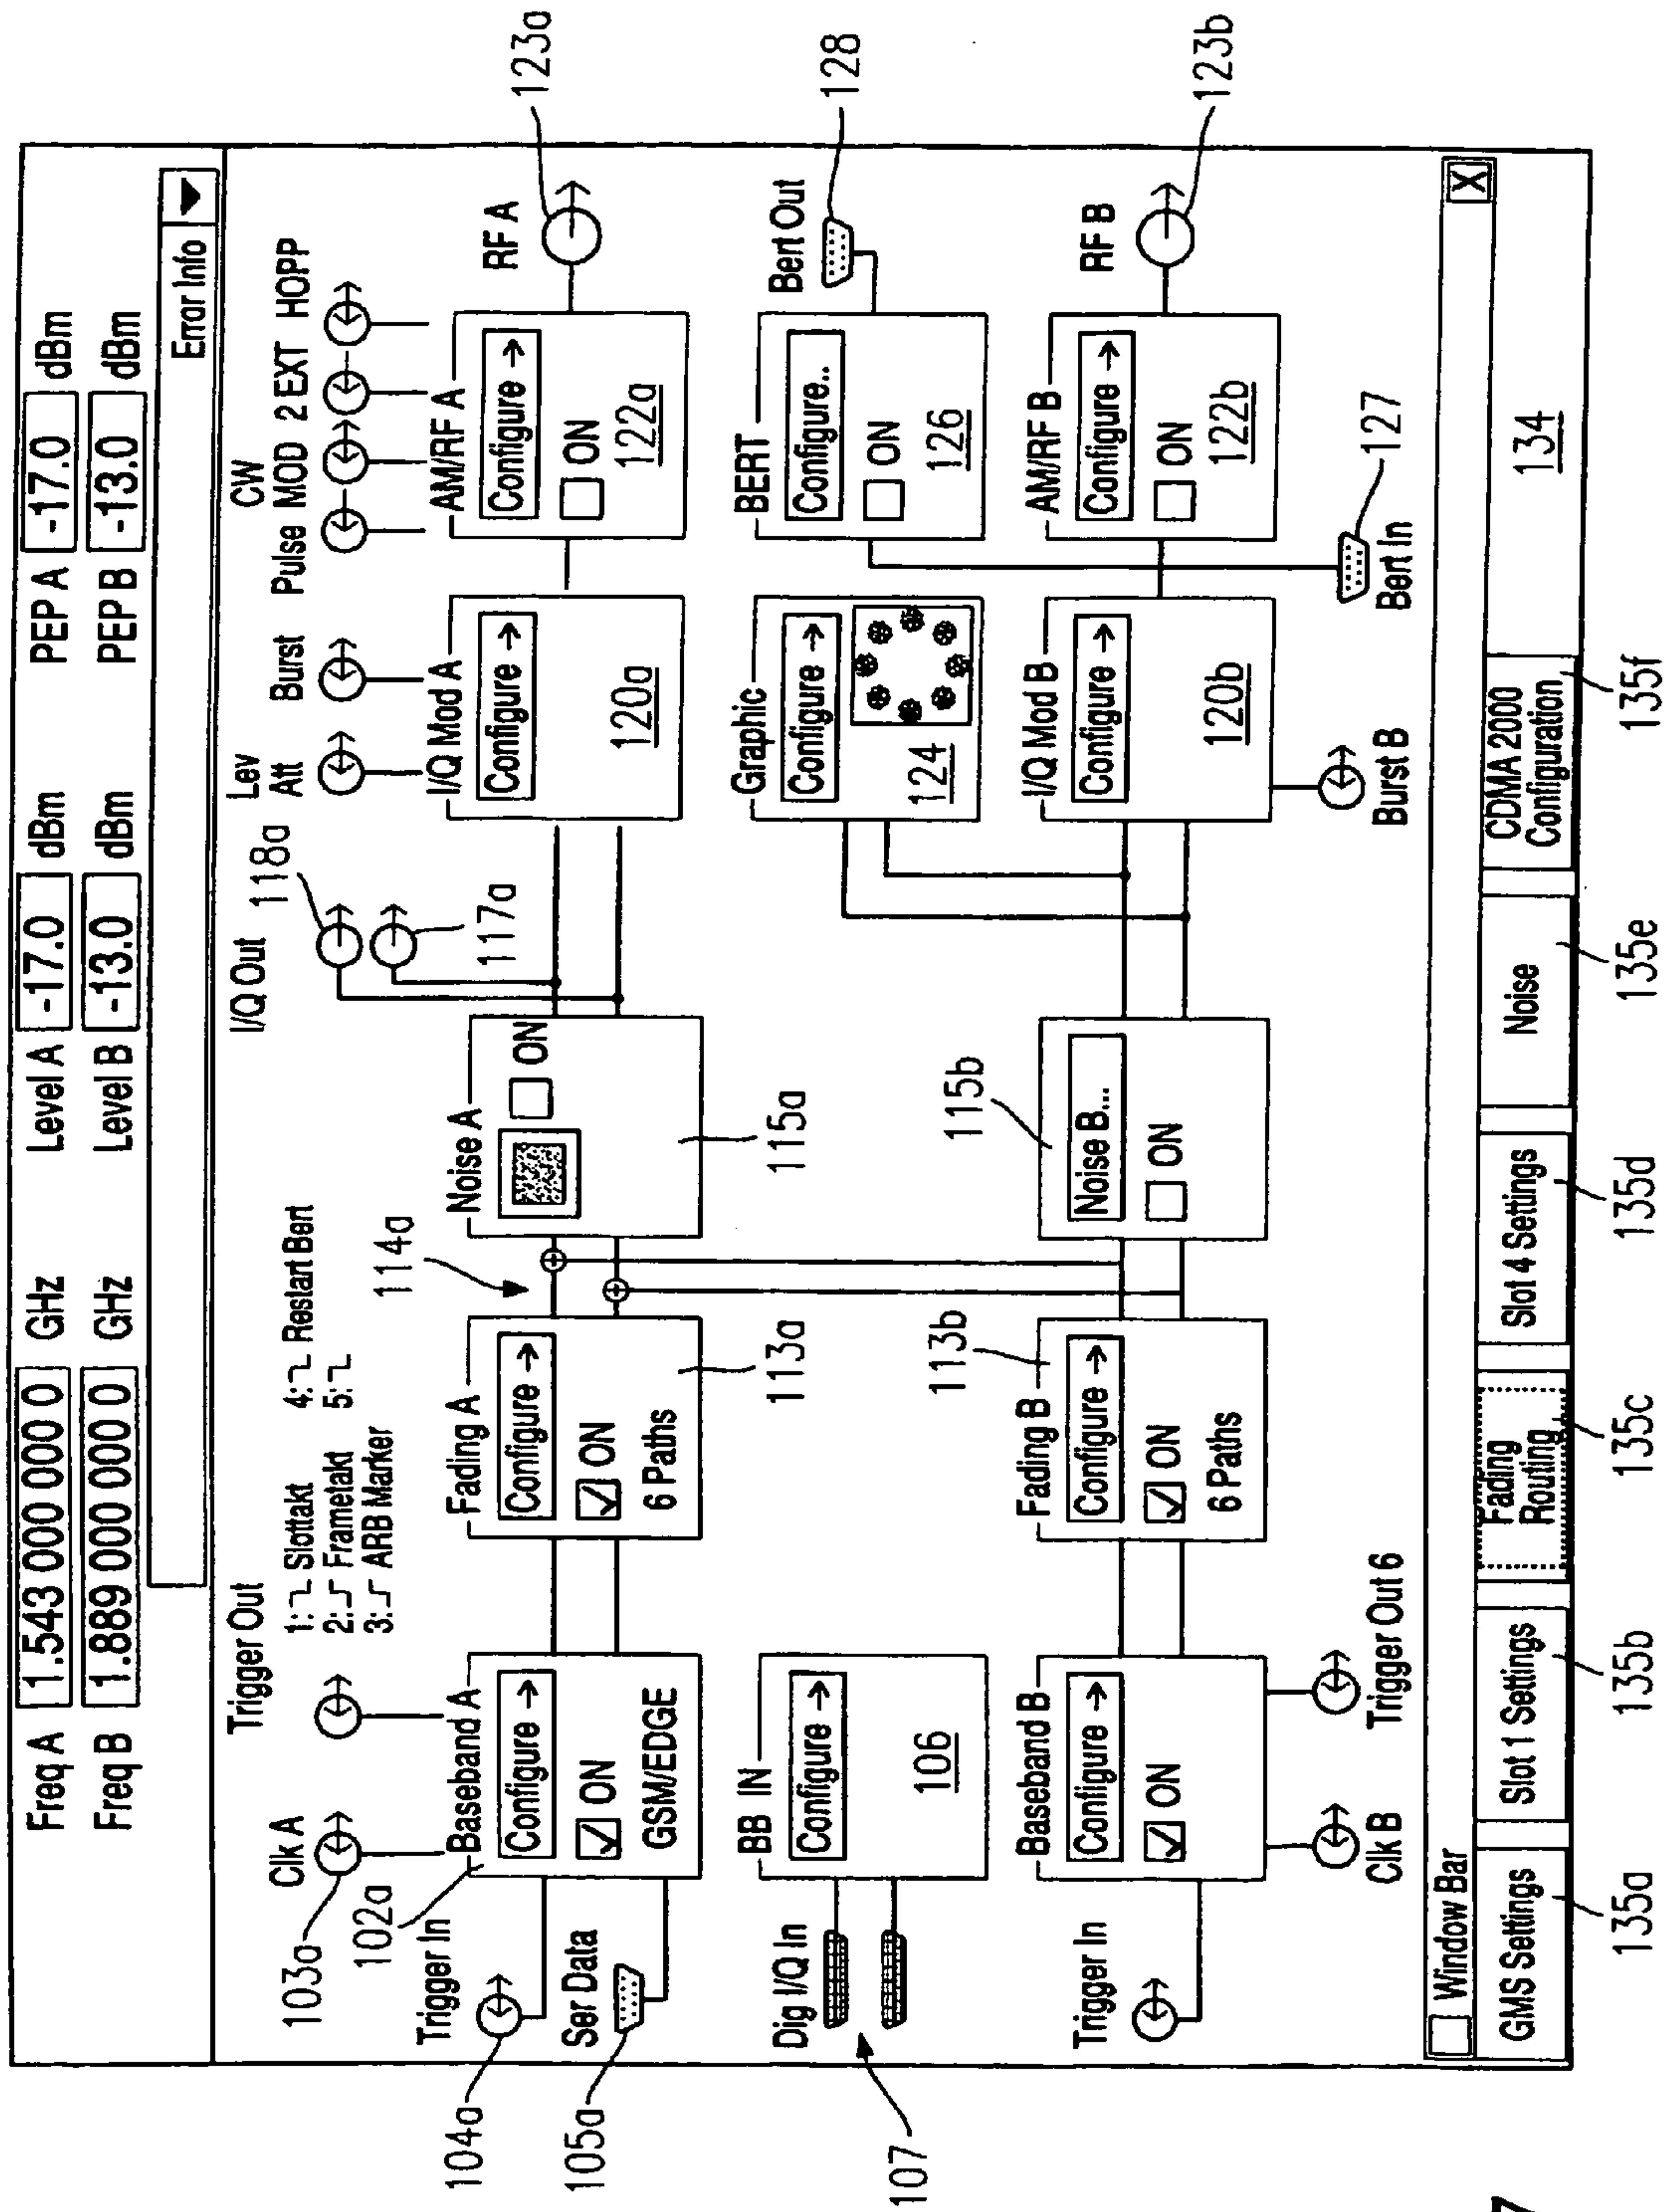 Freq A 1.543 000 000 0 GHz Level A -17.0 dBm PEP A -17.0 dBm
Freq B 1.889 000 000 0 GHz Level B -13.0 dBm PEP B -13.0 dBm
Error Info
Clk A
Trigger Out
1: Slottakt
2: Frametakt
3: ARB Marker
4: Restart Bert
5:
I/Q Out
Lev
Att
Burst
CW
Pulse MOD 2 EXT HOPP
103a
102a
118a
117a
114a
104a
Trigger In
105a
Ser Data
Baseband A
Configure →
ON
GSM/EDGE
Fading A
Configure →
ON
6 Paths
113a
Noise A
ON
115a
I/Q Mod A
Configure →
120a
AM/RF A
Configure →
ON
122a
RF A
123a
107
Dig I/Q In
BB IN
Configure →
106
Graphic
Configure →
124
BERT
Configure..
ON
126
Bert Out
128
Trigger In
Baseband B
Configure →
ON
113b
Fading B
Configure →
ON
6 Paths
115b
Noise B...
ON
I/Q Mod B
Configure →
120b
AM/RF B
Configure →
ON
122b
RF B
123b
Clk B
Trigger Out 6
Burst B
Bert In
127
Window Bar
X
GMS Settings
Slot 1 Settings
Fading
Routing
Slot 4 Settings
Noise
CDMA 2000
Configuration
134
135a
135b
135c
135d
135e
135f
7